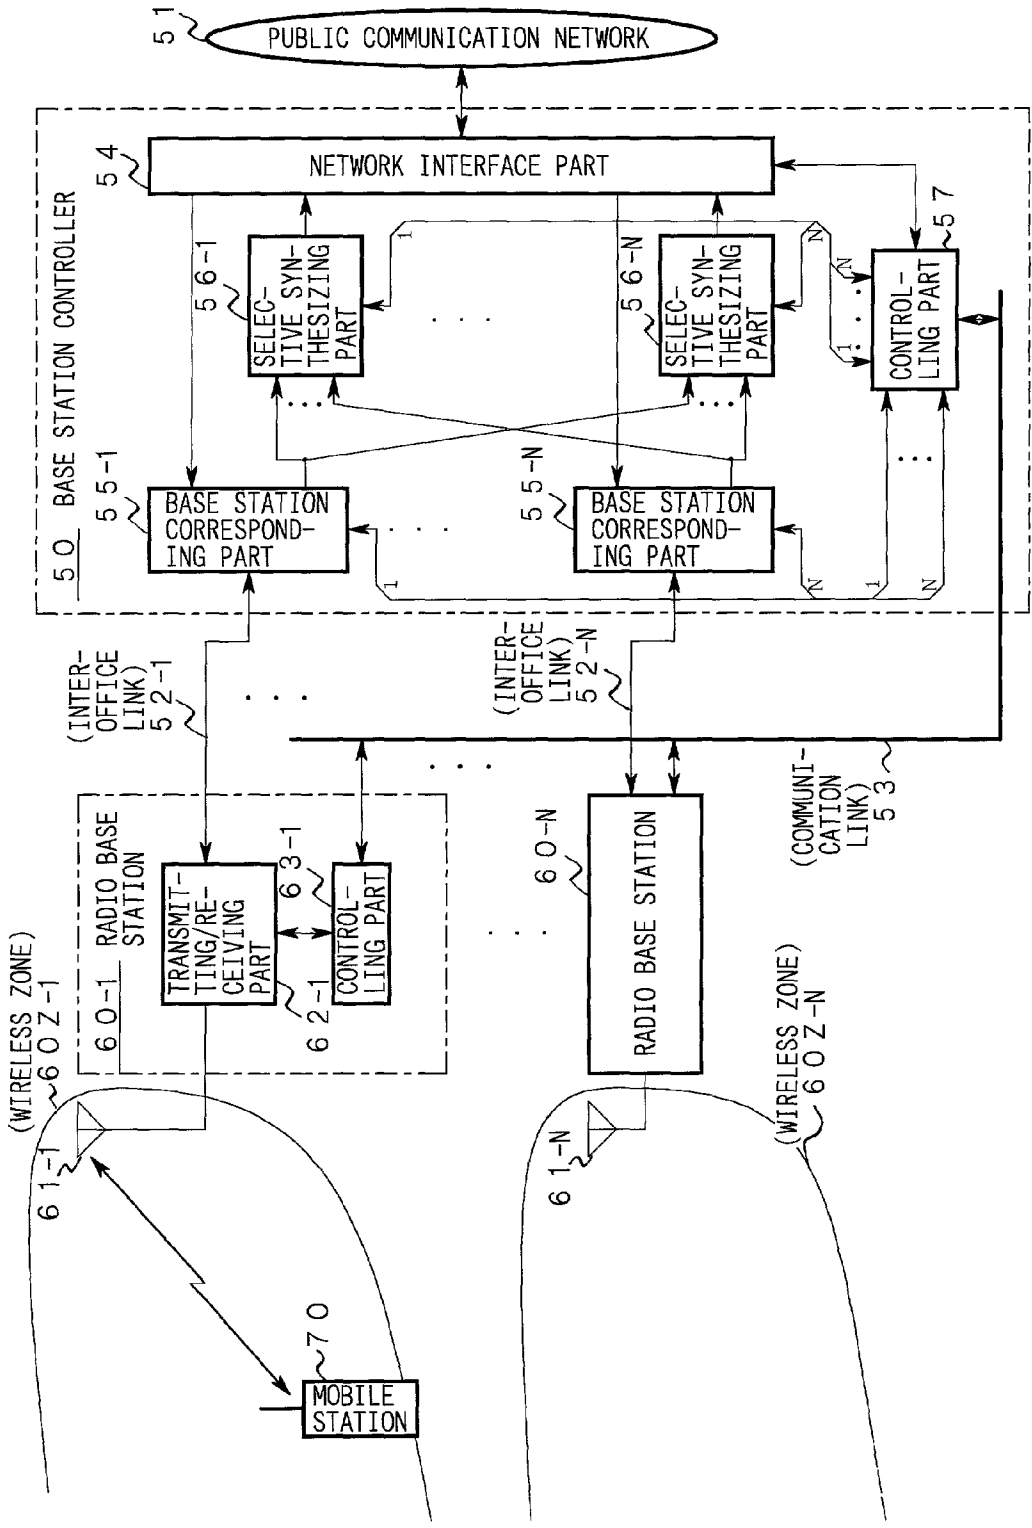 51
PUBLIC COMMUNICATION NETWORK
54
NETWORK INTERFACE PART
50 BASE STATION CONTROLLER
56-1
SELEC-
TIVE SYN-
THESIZING
PART
1
. . .
56-N
SELEC-
TIVE SYN-
THESIZING
PART
N
57
CONTROL-
LING PART
1
. . .
N
. . .
. . .
55-1
BASE STATION
CORRESPOND-
ING PART
1
. . .
55-N
BASE STATION
CORRESPOND-
ING PART
N
1
. . .
N
(INTER-
OFFICE
LINK)
52-1
. . .
(INTER-
OFFICE
LINK)
52-N
(COMMUNI-
CATION
LINK)
53
. . .
60-1 RADIO BASE
STATION
TRANSMIT-
TING/RE-
CEIVING
PART
62-1
63-1
CONTROL-
LING PART
. . .
60-N
RADIO BASE STATION
(WIRELESS ZONE)
60Z-1
61-1
61-N
(WIRELESS ZONE)
60Z-N
70
MOBILE
STATION